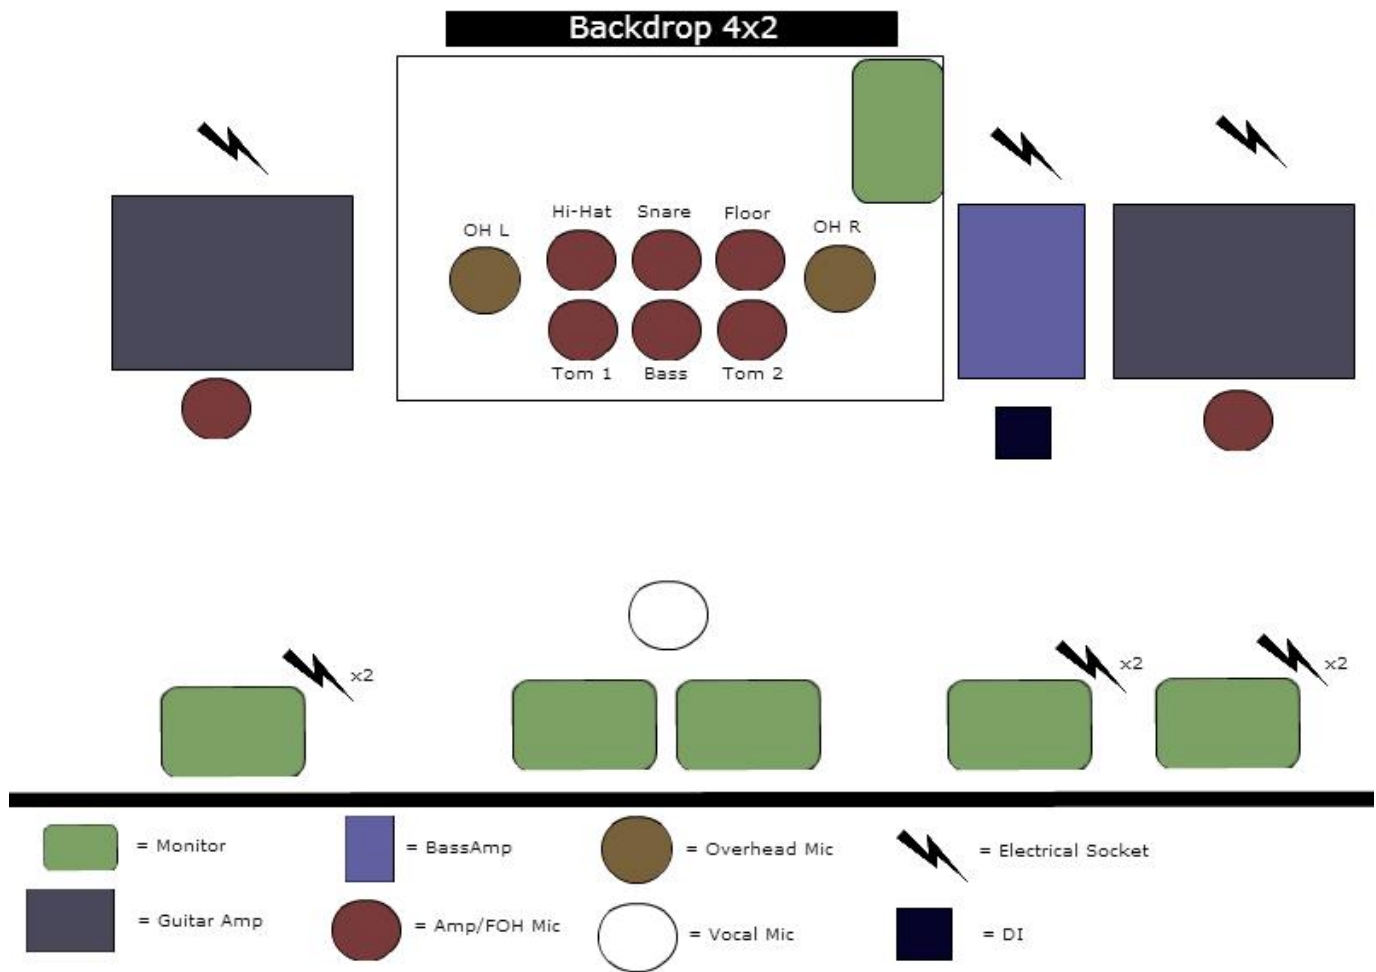 Backdrop 4x2
Hi-Hat
Snare
Floor
OH L
OH R
Tom 1
Bass
Tom 2
x2
x2
x2
= Monitor
= BassAmp
= Overhead Mic
= Electrical Socket
= Guitar Amp
= Amp/FOH Mic
= Vocal Mic
= DI